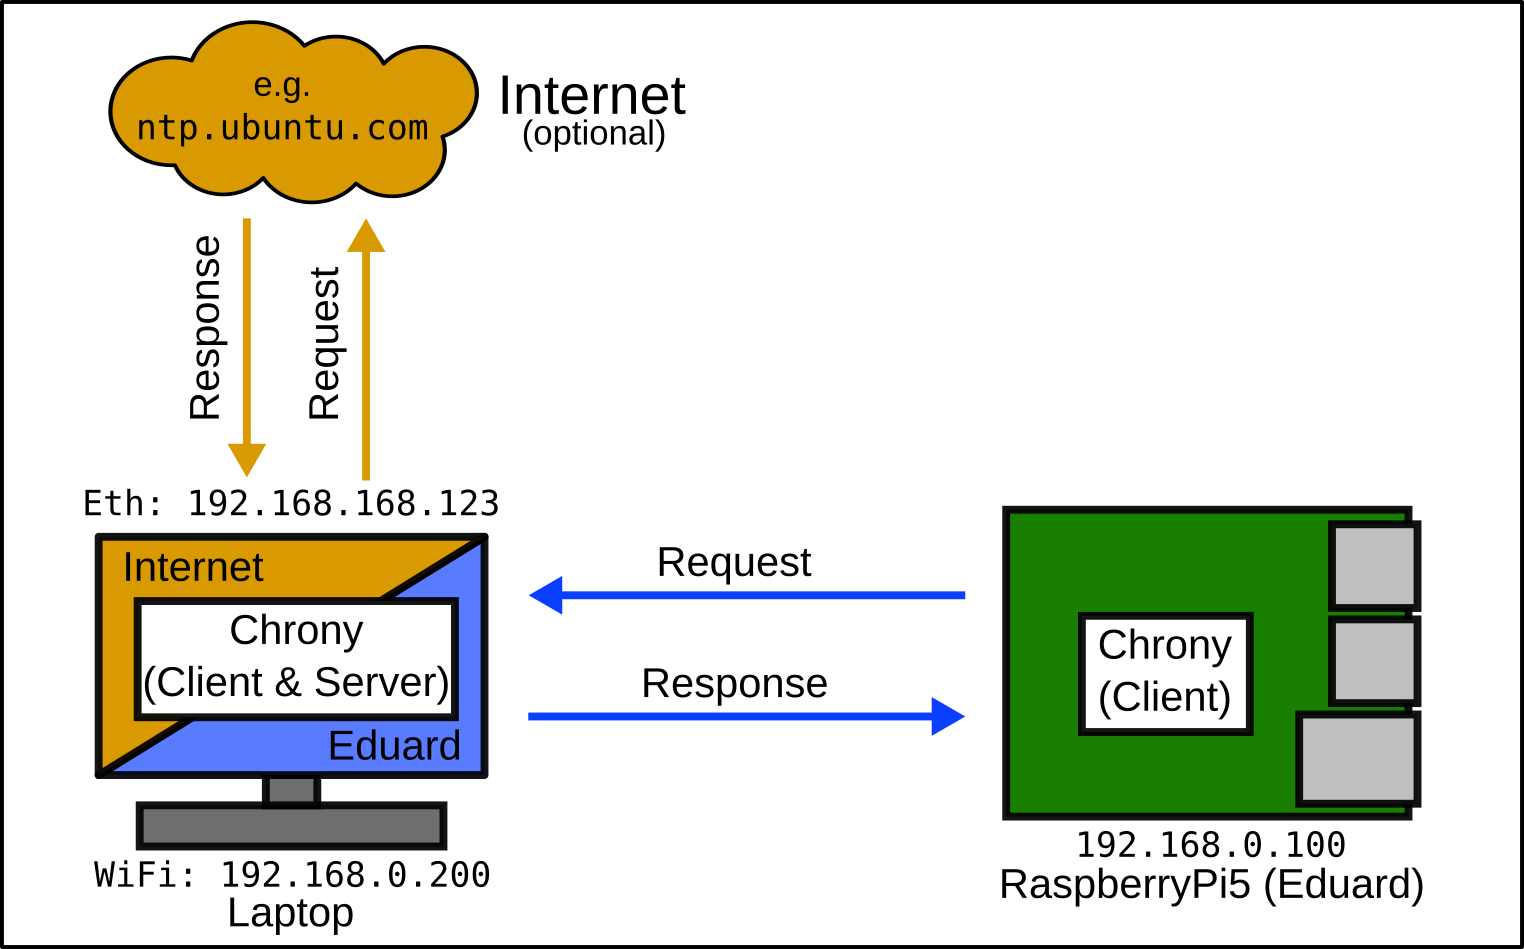 e.g.
ntp.ubuntu.com
Internet
(optional)
Response
Request
Eth: 192.168.168.123
Internet
Chrony
(Client & Server)
Eduard
WiFi: 192.168.0.200
Laptop
Request
Response
Chrony
(Client)
192.168.0.100
RaspberryPi5 (Eduard)